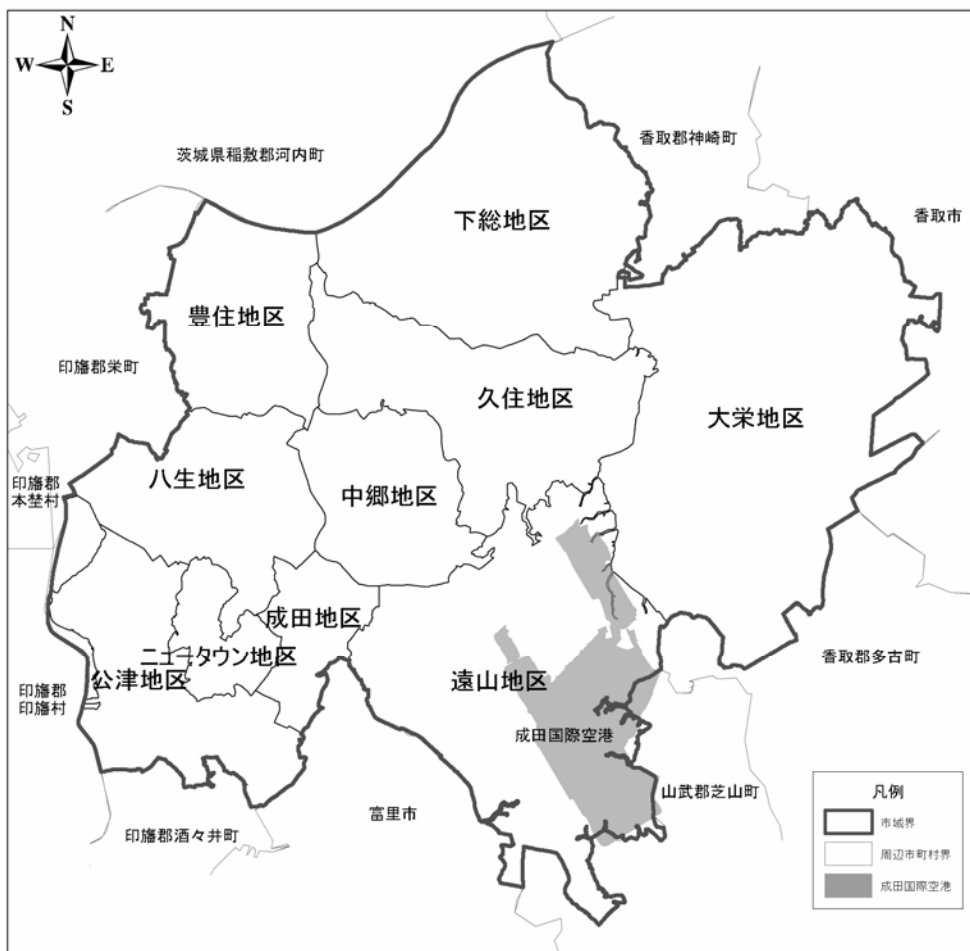 N
W E
S
茨城県稲敷郡河内町
香取郡神崎町
香取市
下総地区
豊住地区
印旛郡栄町
久住地区
大栄地区
八生地区
中郷地区
印旛郡
本埜村
成田地区
ニュータウン地区
公津地区
遠山地区
香取郡多古町
印旛郡
印旛村
成田国際空港
山武郡芝山町
富里市
印旛郡酒々井町
凡例
市域界
周辺市町村界
成田国際空港